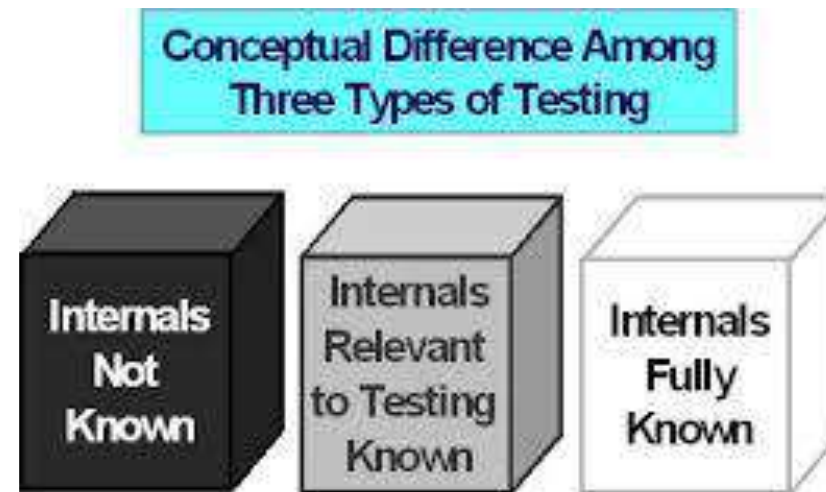 Conceptual Difference Among
Three Types of Testing
Internals
Not
Known
Internals
Relevant
to Testing
Known
Internals
Fully
Known